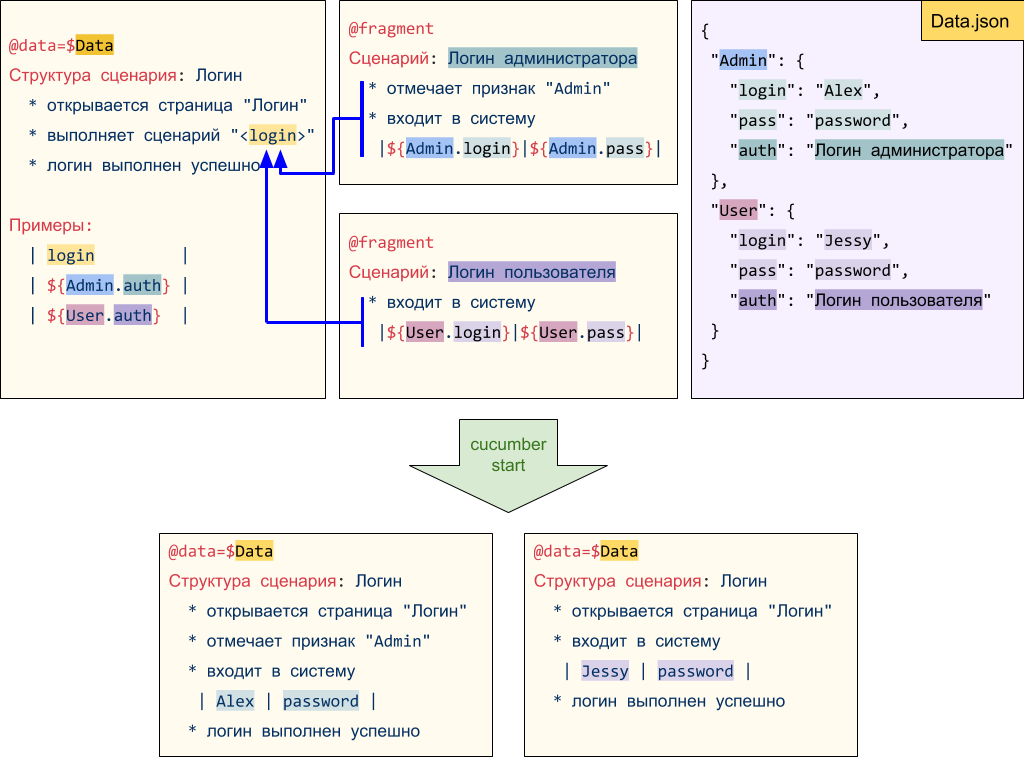 @data=$Data
Структура сценария: Логин
* открывается страница "Логин"
* выполняет сценарий "<login>"
* логин выполнен успешно
Примеры:
| login |
| ${Admin.auth} |
| ${User.auth} |
@fragment
Сценарий: Логин администратора
* отмечает признак "Admin"
* входит в систему
|${Admin.login}|${Admin.pass}|
@fragment
Сценарий: Логин пользователя
* входит в систему
|${User.login}|${User.pass}|
Data.json
{
"Admin": {
"login": "Alex",
"pass": "password",
"auth": "Логин администратора"
},
"User": {
"login": "Jessy",
"pass": "password",
"auth": "Логин пользователя"
}
}
cucumber
start
@data=$Data
Структура сценария: Логин
* открывается страница "Логин"
* отмечает признак "Admin"
* входит в систему
| Alex | password |
* логин выполнен успешно
@data=$Data
Структура сценария: Логин
* открывается страница "Логин"
* входит в систему
| Jessy | password |
* логин выполнен успешно